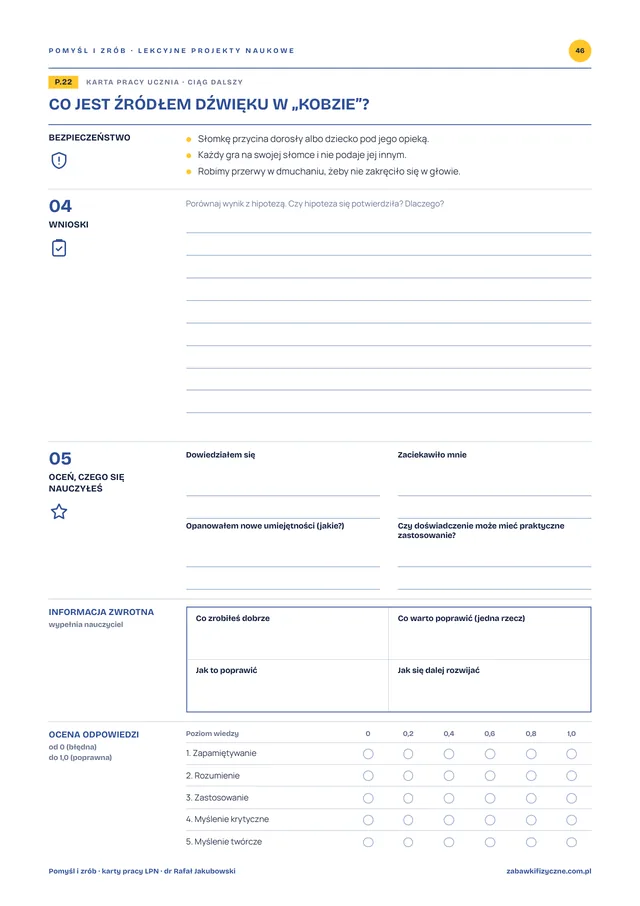 POMYŚL I ZRÓB · LEKCYJNE PROJEKTY NAUKOWE
46
P.22 KARTA PRACY UCZNIA · CIĄG DALSZY
CO JEST ŹRÓDŁEM DŹWIĘKU W „KOBZIE”?
BEZPIECZEŃSTWO
Słomkę przycina dorosły albo dziecko pod jego opieką.
Każdy gra na swojej słomce i nie podaje jej innym.
Robimy przerwy w dmuchaniu, żeby nie zakręciło się w głowie.
04
WNIOSKI
Porównaj wynik z hipotezą. Czy hipoteza się potwierdziła? Dlaczego?
05
OCEŃ, CZEGO SIĘ
NAUCZYŁEŚ
Dowiedziałem się
Zaciekawiło mnie
Opanowałem nowe umiejętności (jakie?)
Czy doświadczenie może mieć praktyczne
zastosowanie?
INFORMACJA ZWROTNA
wypełnia nauczyciel
Co zrobiłeś dobrze
Co warto poprawić (jedna rzecz)
Jak to poprawić
Jak się dalej rozwijać
OCENA ODPOWIEDZI
od 0 (błędna)
do 1,0 (poprawna)
Poziom wiedzy 0 0,2 0,4 0,6 0,8 1,0
1. Zapamiętywanie
2. Rozumienie
3. Zastosowanie
4. Myślenie krytyczne
5. Myślenie twórcze
Pomyśl i zrób · karty pracy LPN · dr Rafał Jakubowski
zabawkifizyczne.com.pl